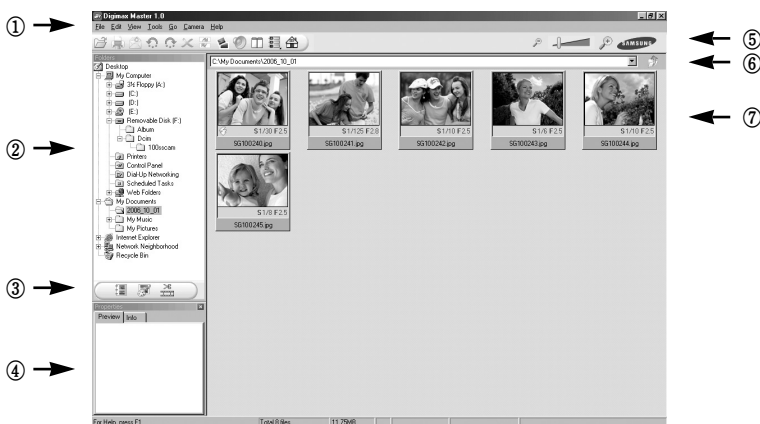 Digimax Master 1.0
①
File Edit View Tools Go Camera Help
SAMSUNG
⑤
Folders
C:\My Documents\2006_10_01
⑥
Desktop
My Computer
3½ Floppy (A:)
(C:)
(D:)
(E:)
Removable Disk (F:)
Album
Dcim
100sscam
Printers
Control Panel
Dial-Up Networking
Scheduled Tasks
Web Folders
My Documents
2006_10_01
My Music
My Pictures
Internet Explorer
Network Neighborhood
Recycle Bin
②
S1/30 F2.5
SG100240.jpg
S1/125 F2.8
SG100241.jpg
S1/10 F2.5
SG100242.jpg
S1/6 F2.5
SG100243.jpg
S1/10 F2.5
SG100244.jpg
⑦
S1/8 F2.5
SG100245.jpg
③
Properties
Preview Info
④
For Help, press F1
Total 8 files
11.75MB